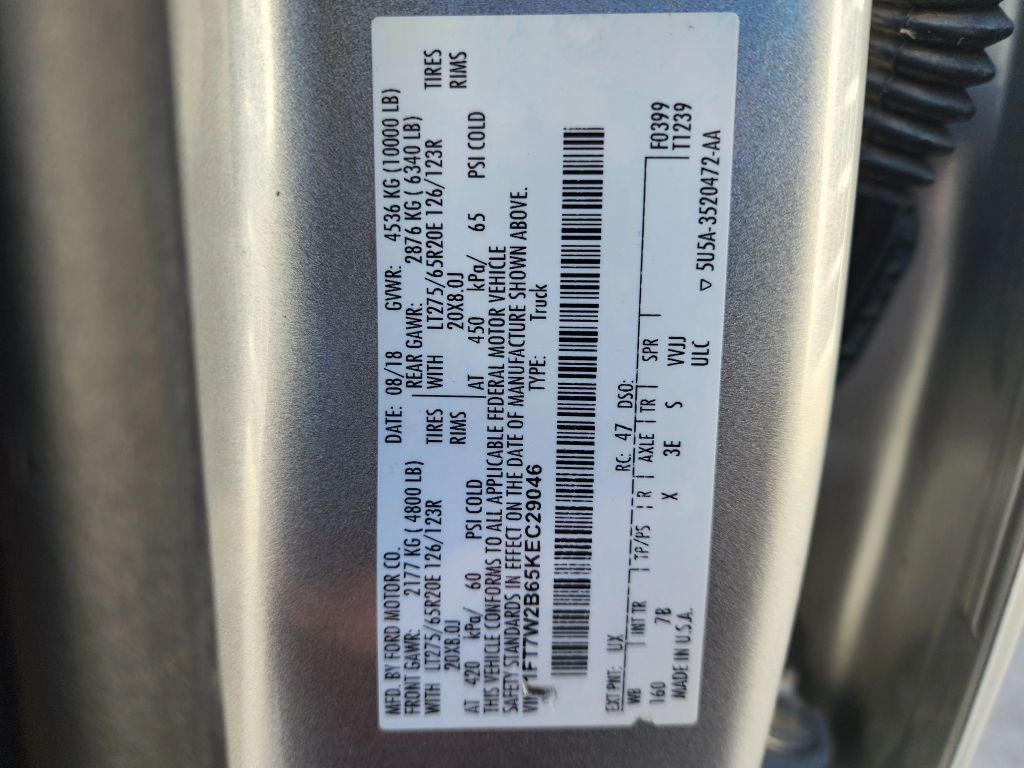 MFD. BY FORD MOTOR CO. DATE: 08/18 GVWR: 4536 KG (10000 LB)
FRONT GAWR: 2177 KG ( 4800 LB) REAR GAWR: 2876 KG ( 6340 LB)
WITH LT275/65R20E 126/123R TIRES WITH LT275/65R20E 126/123R TIRES
20X8.0J RIMS 20X8.0J RIMS
AT 420 kPa/ 60 PSI COLD AT 450 kPa/ 65 PSI COLD
THIS VEHICLE CONFORMS TO ALL APPLICABLE FEDERAL MOTOR VEHICLE
SAFETY STANDARDS IN EFFECT ON THE DATE OF MANUFACTURE SHOWN ABOVE.
VIN: 1FT7W2B65KEC29046 TYPE: Truck
EXT PNT: UX RC: 47 DSO: F0399
WB INT TR TP/PS R AXLE TR SPR T1239
160 7B X 3E S VVJJ
MADE IN U.S.A. ULC
▽ 5U5A-3520472-AA